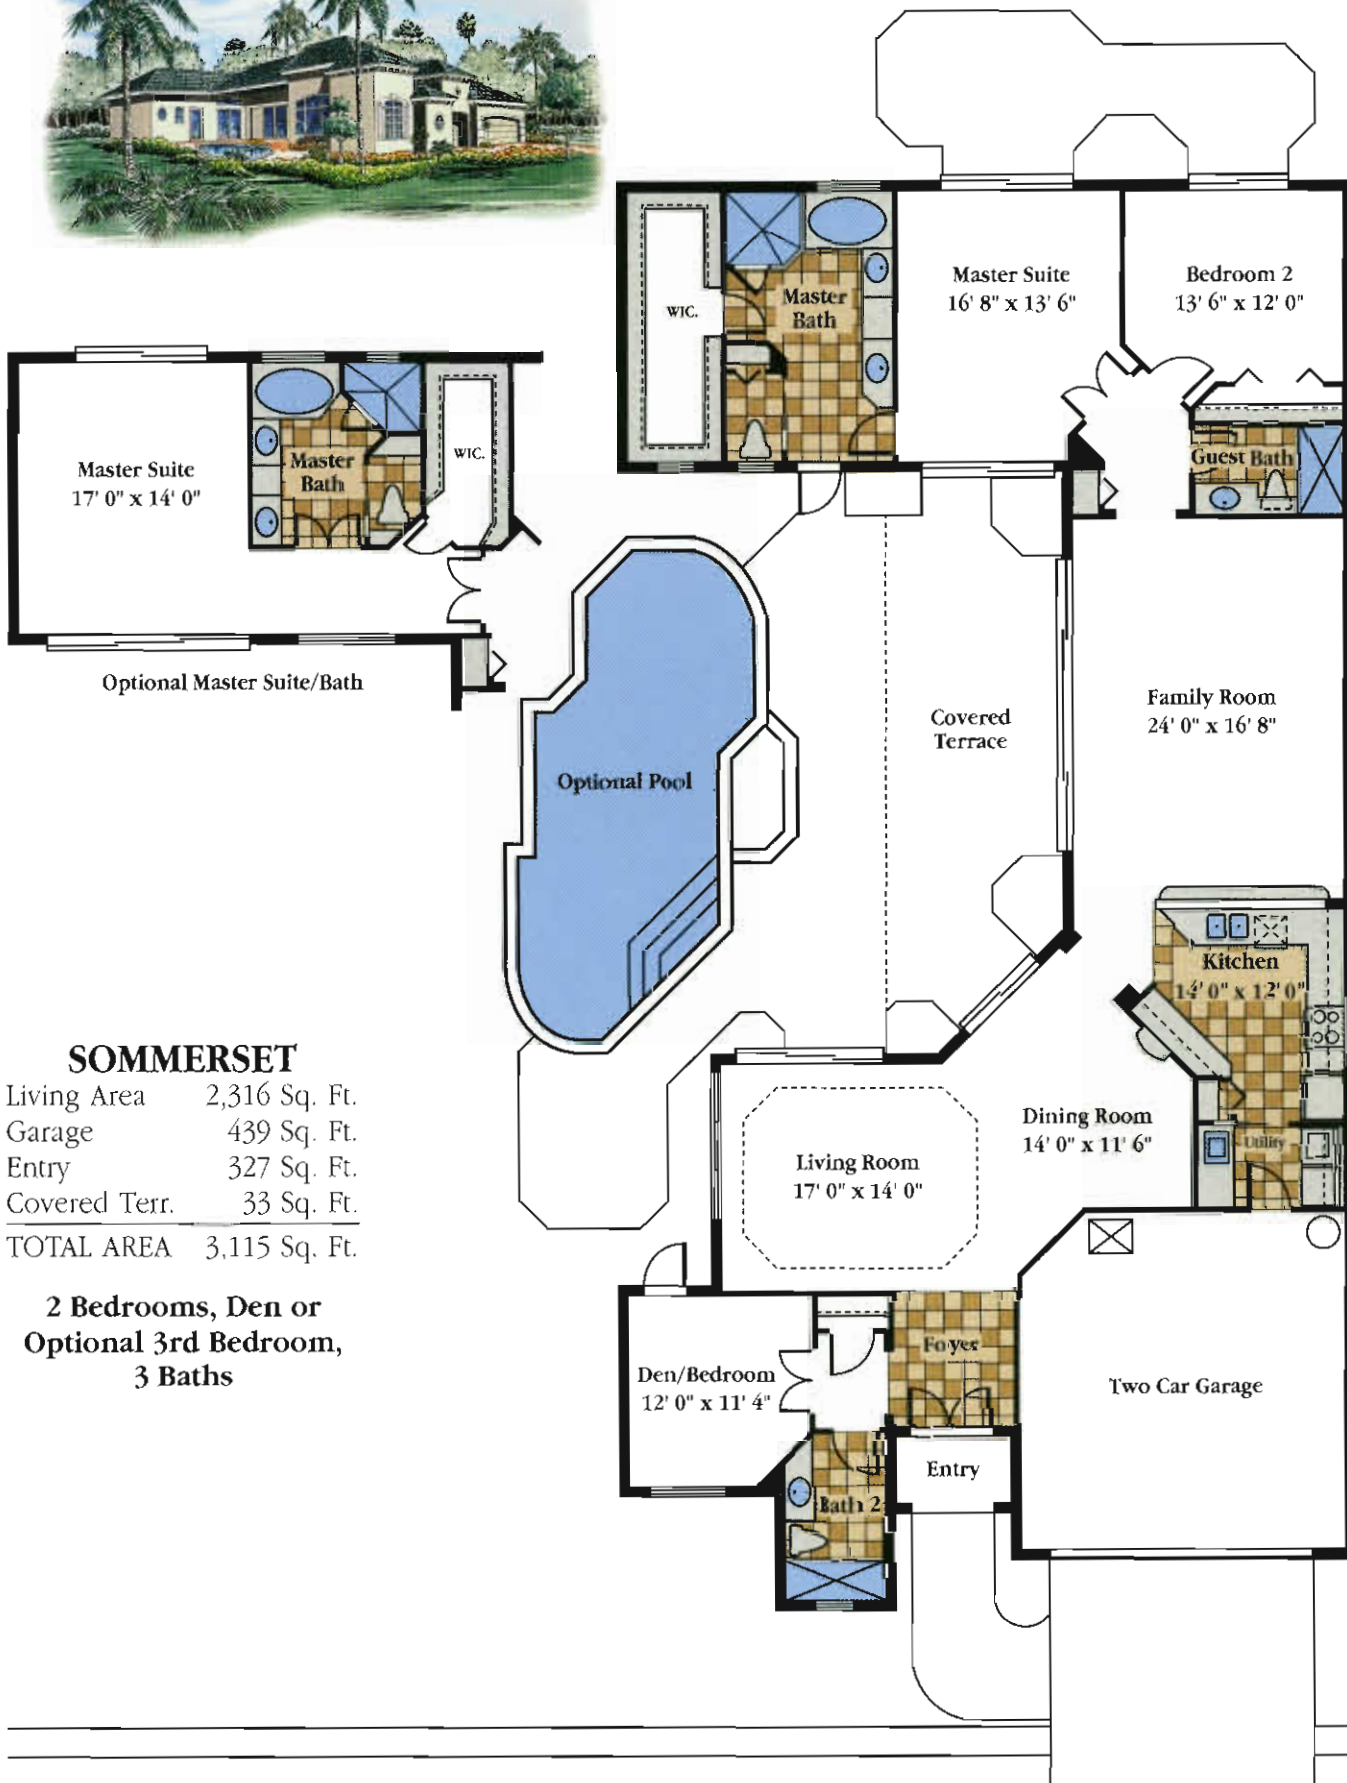 Master Suite
16' 8" x 13' 6"
Bedroom 2
13' 6" x 12' 0"
Master
Bath
WIC.
Guest Bath
Master Suite
17' 0" x 14' 0"
Master
Bath
WIC.
Optional Master Suite/Bath
Optional Pool
Covered
Terrace
Family Room
24' 0" x 16' 8"
Kitchen
14' 0" x 12' 0"
Dining Room
14' 0" x 11' 6"
Utility
Living Room
17' 0" x 14' 0"
SOMMERSET
Living Area 2,316 Sq. Ft.
Garage 439 Sq. Ft.
Entry 327 Sq. Ft.
Covered Terr. 33 Sq. Ft.
TOTAL AREA 3,115 Sq. Ft.
2 Bedrooms, Den or
Optional 3rd Bedroom,
3 Baths
Foyer
Den/Bedroom
12' 0" x 11' 4"
Two Car Garage
Entry
Bath 2